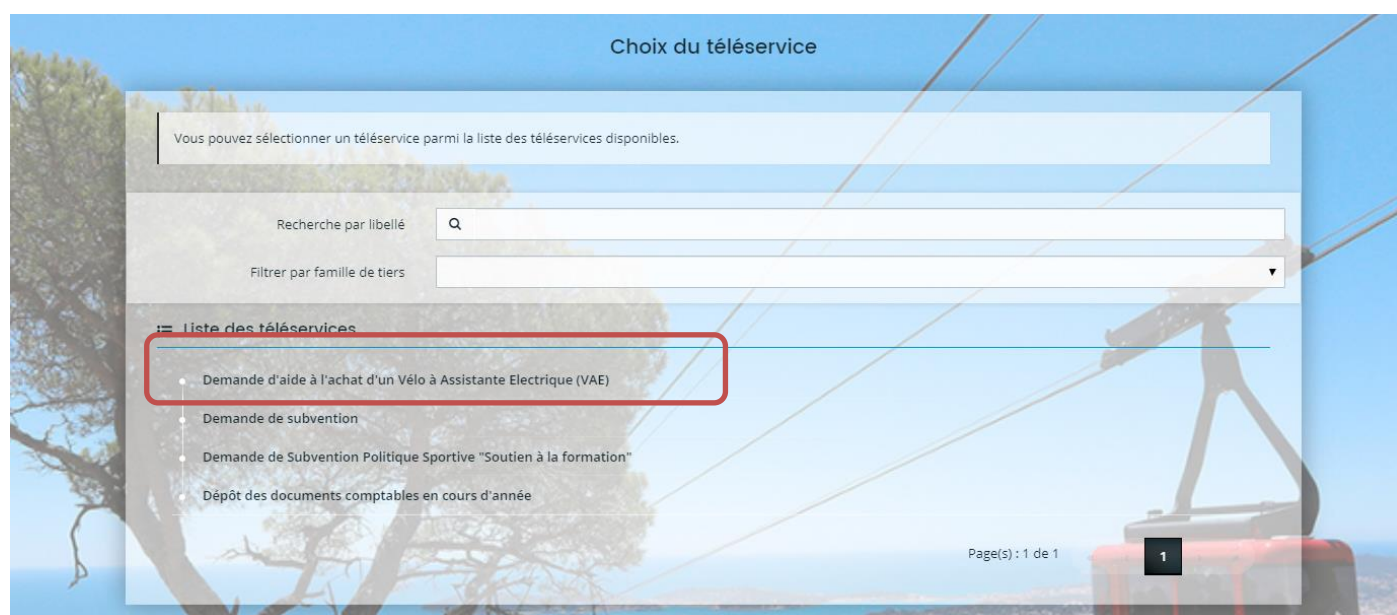 Choix du téléservice
Vous pouvez sélectionner un téléservice parmi la liste des téléservices disponibles.
Recherche par libellé
Filtrer par famille de tiers
Liste des téléservices
Demande d'aide à l'achat d'un Vélo à Assistante Electrique (VAE)
Demande de subvention
Demande de Subvention Politique Sportive "Soutien à la formation"
Dépôt des documents comptables en cours d'année
Page(s) : 1 de 1 1